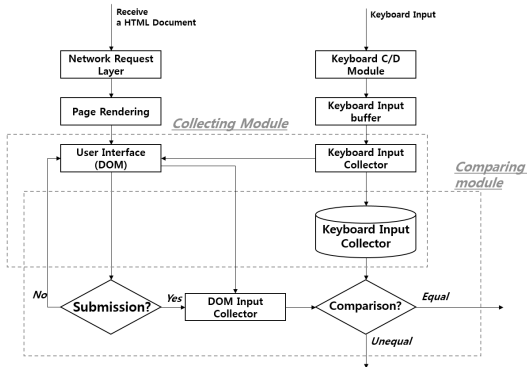 Receive
a HTML Document
Keyboard Input
Network Request
Layer
Keyboard C/D
Module
Page Rendering
Keyboard Input
buffer
Collecting Module
User Interface
(DOM)
Keyboard Input
Collector
Comparing
module
Keyboard Input
Collector
No
Submission?
Yes
DOM Input
Collector
Comparison?
Equal
Unequal